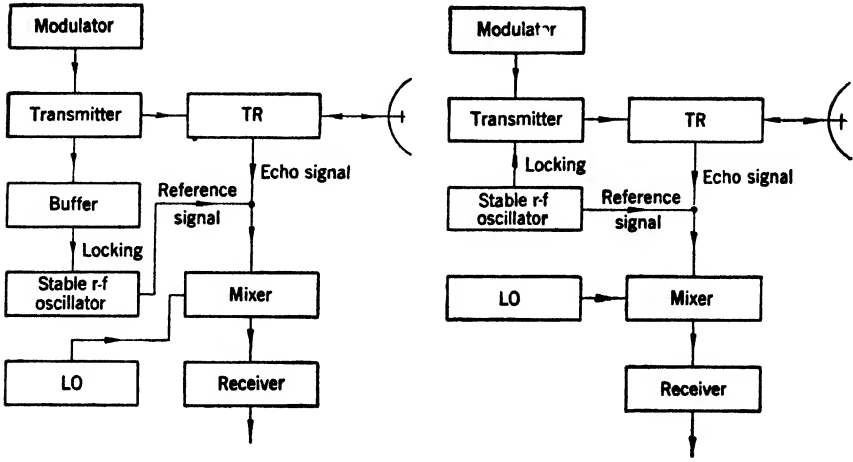 Modulator
Transmitter
TR
Echo signal
Reference
signal
Buffer
Locking
Stable r-f
oscillator
Mixer
LO
Receiver
Modulator
Transmitter
TR
Locking
Echo signal
Stable r-f
oscillator
Reference
signal
LO
Mixer
Receiver